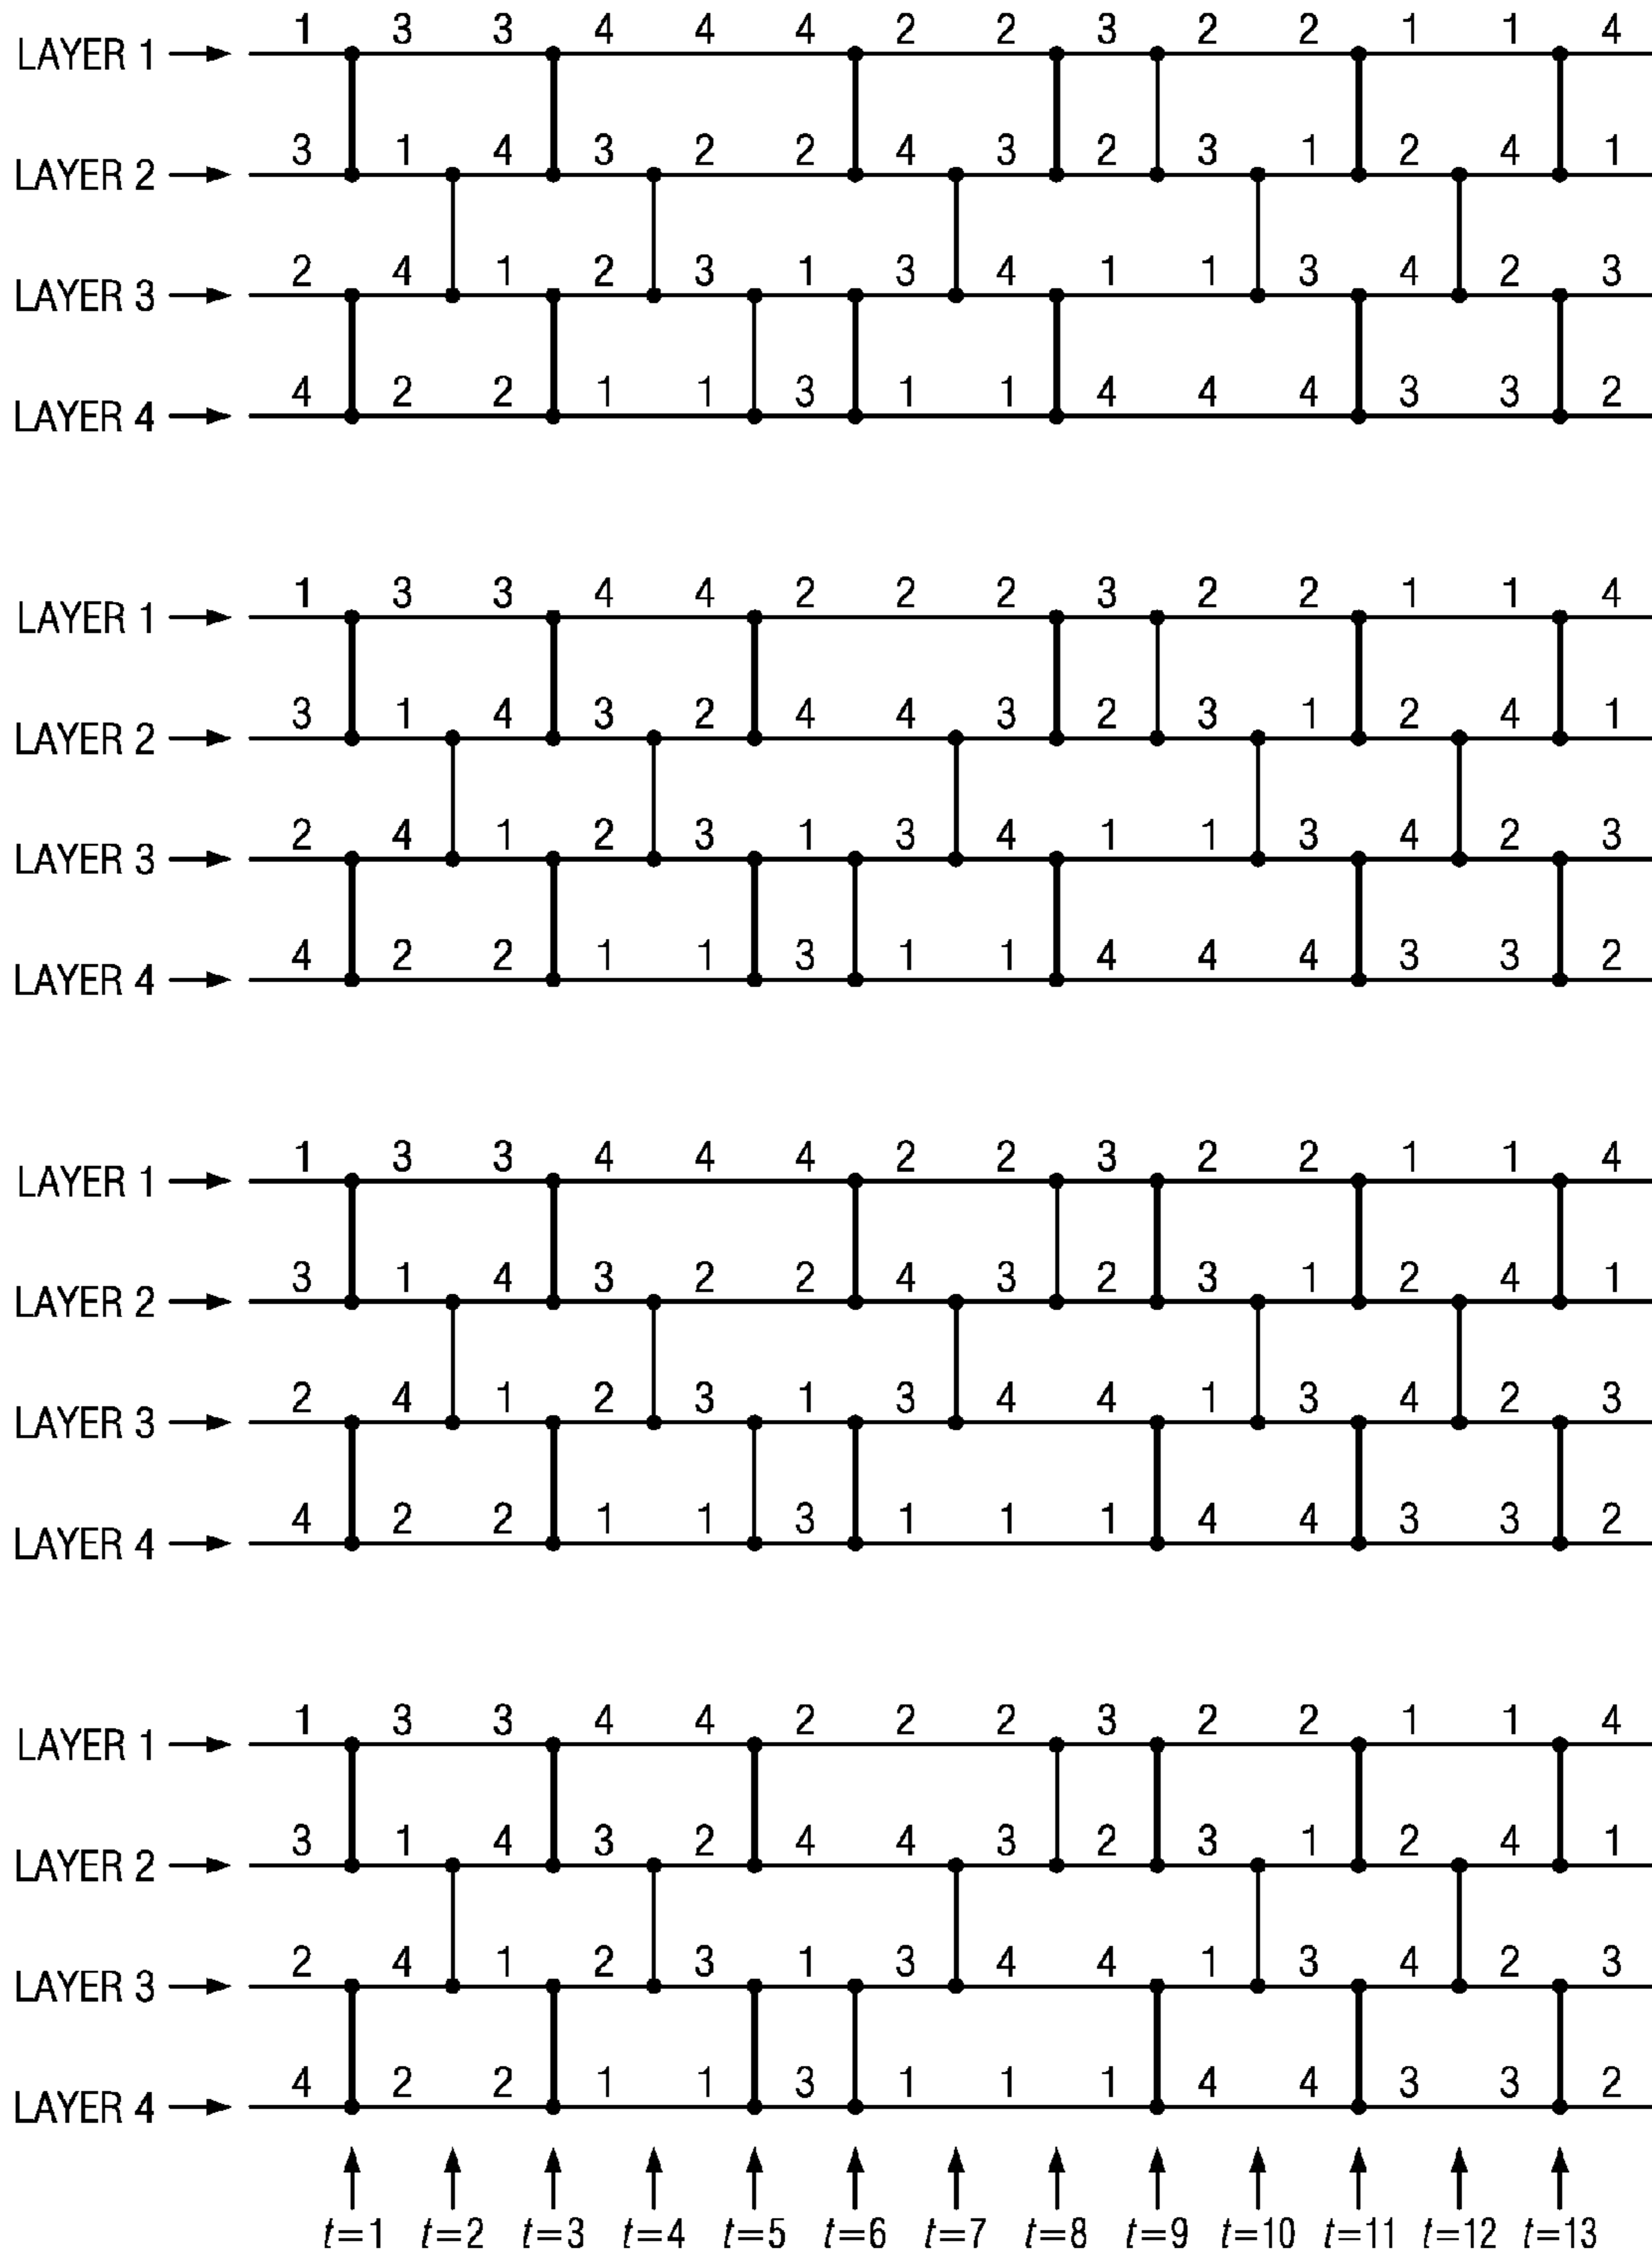 LAYER 1 1 3 3 4 4 4 2 2 3 2 2 1 1 4
LAYER 2 3 1 4 3 2 2 4 3 2 3 1 2 4 1
LAYER 3 2 4 1 2 3 1 3 4 1 1 3 4 2 3
LAYER 4 4 2 2 1 1 3 1 1 4 4 4 3 3 2
LAYER 1 1 3 3 4 4 2 2 2 3 2 2 1 1 4
LAYER 2 3 1 4 3 2 4 4 3 2 3 1 2 4 1
LAYER 3 2 4 1 2 3 1 3 4 1 1 3 4 2 3
LAYER 4 4 2 2 1 1 3 1 1 4 4 4 3 3 2
LAYER 1 1 3 3 4 4 4 2 2 3 2 2 1 1 4
LAYER 2 3 1 4 3 2 2 4 3 2 3 1 2 4 1
LAYER 3 2 4 1 2 3 1 3 4 4 1 3 4 2 3
LAYER 4 4 2 2 1 1 3 1 1 1 4 4 3 3 2
LAYER 1 1 3 3 4 4 2 2 2 3 2 2 1 1 4
LAYER 2 3 1 4 3 2 4 4 3 2 3 1 2 4 1
LAYER 3 2 4 1 2 3 1 3 4 4 1 3 4 2 3
LAYER 4 4 2 2 1 1 3 1 1 1 4 4 3 3 2
t=1 t=2 t=3 t=4 t=5 t=6 t=7 t=8 t=9 t=10 t=11 t=12 t=13